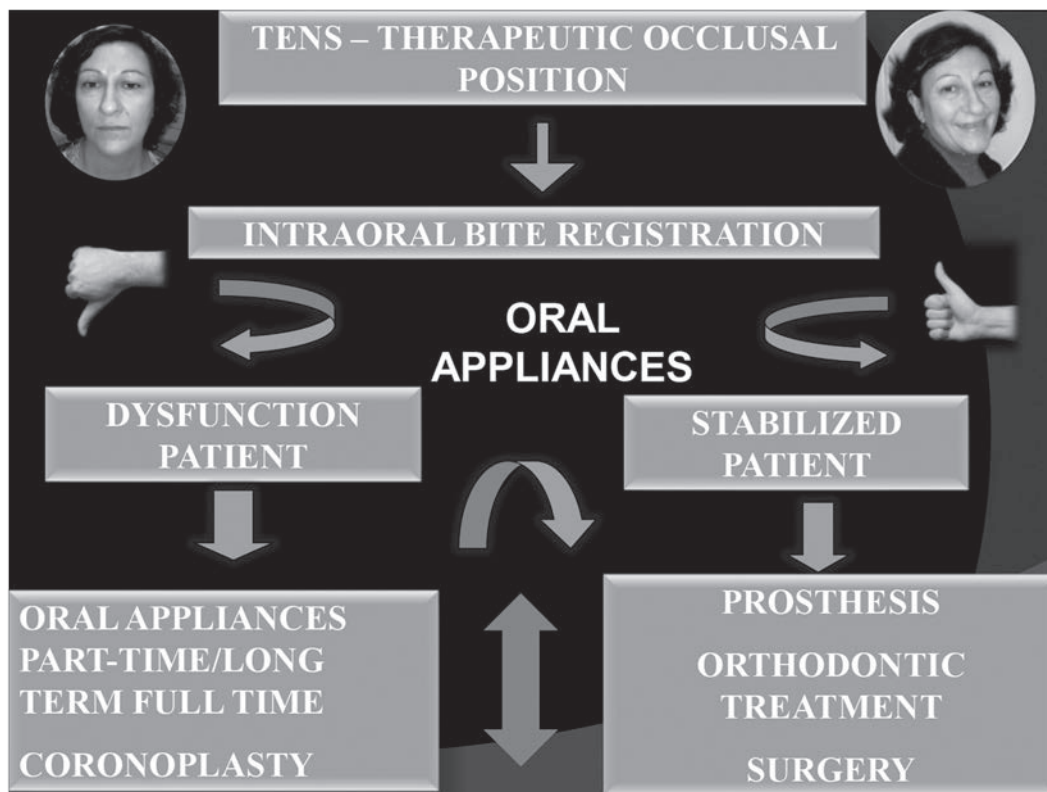 TENS – THERAPEUTIC OCCLUSAL
POSITION
INTRAORAL BITE REGISTRATION
ORAL
APPLIANCES
DYSFUNCTION
PATIENT
STABILIZED
PATIENT
ORAL APPLIANCES
PART-TIME/LONG
TERM FULL TIME
CORONOPLASTY
PROSTHESIS
ORTHODONTIC
TREATMENT
SURGERY